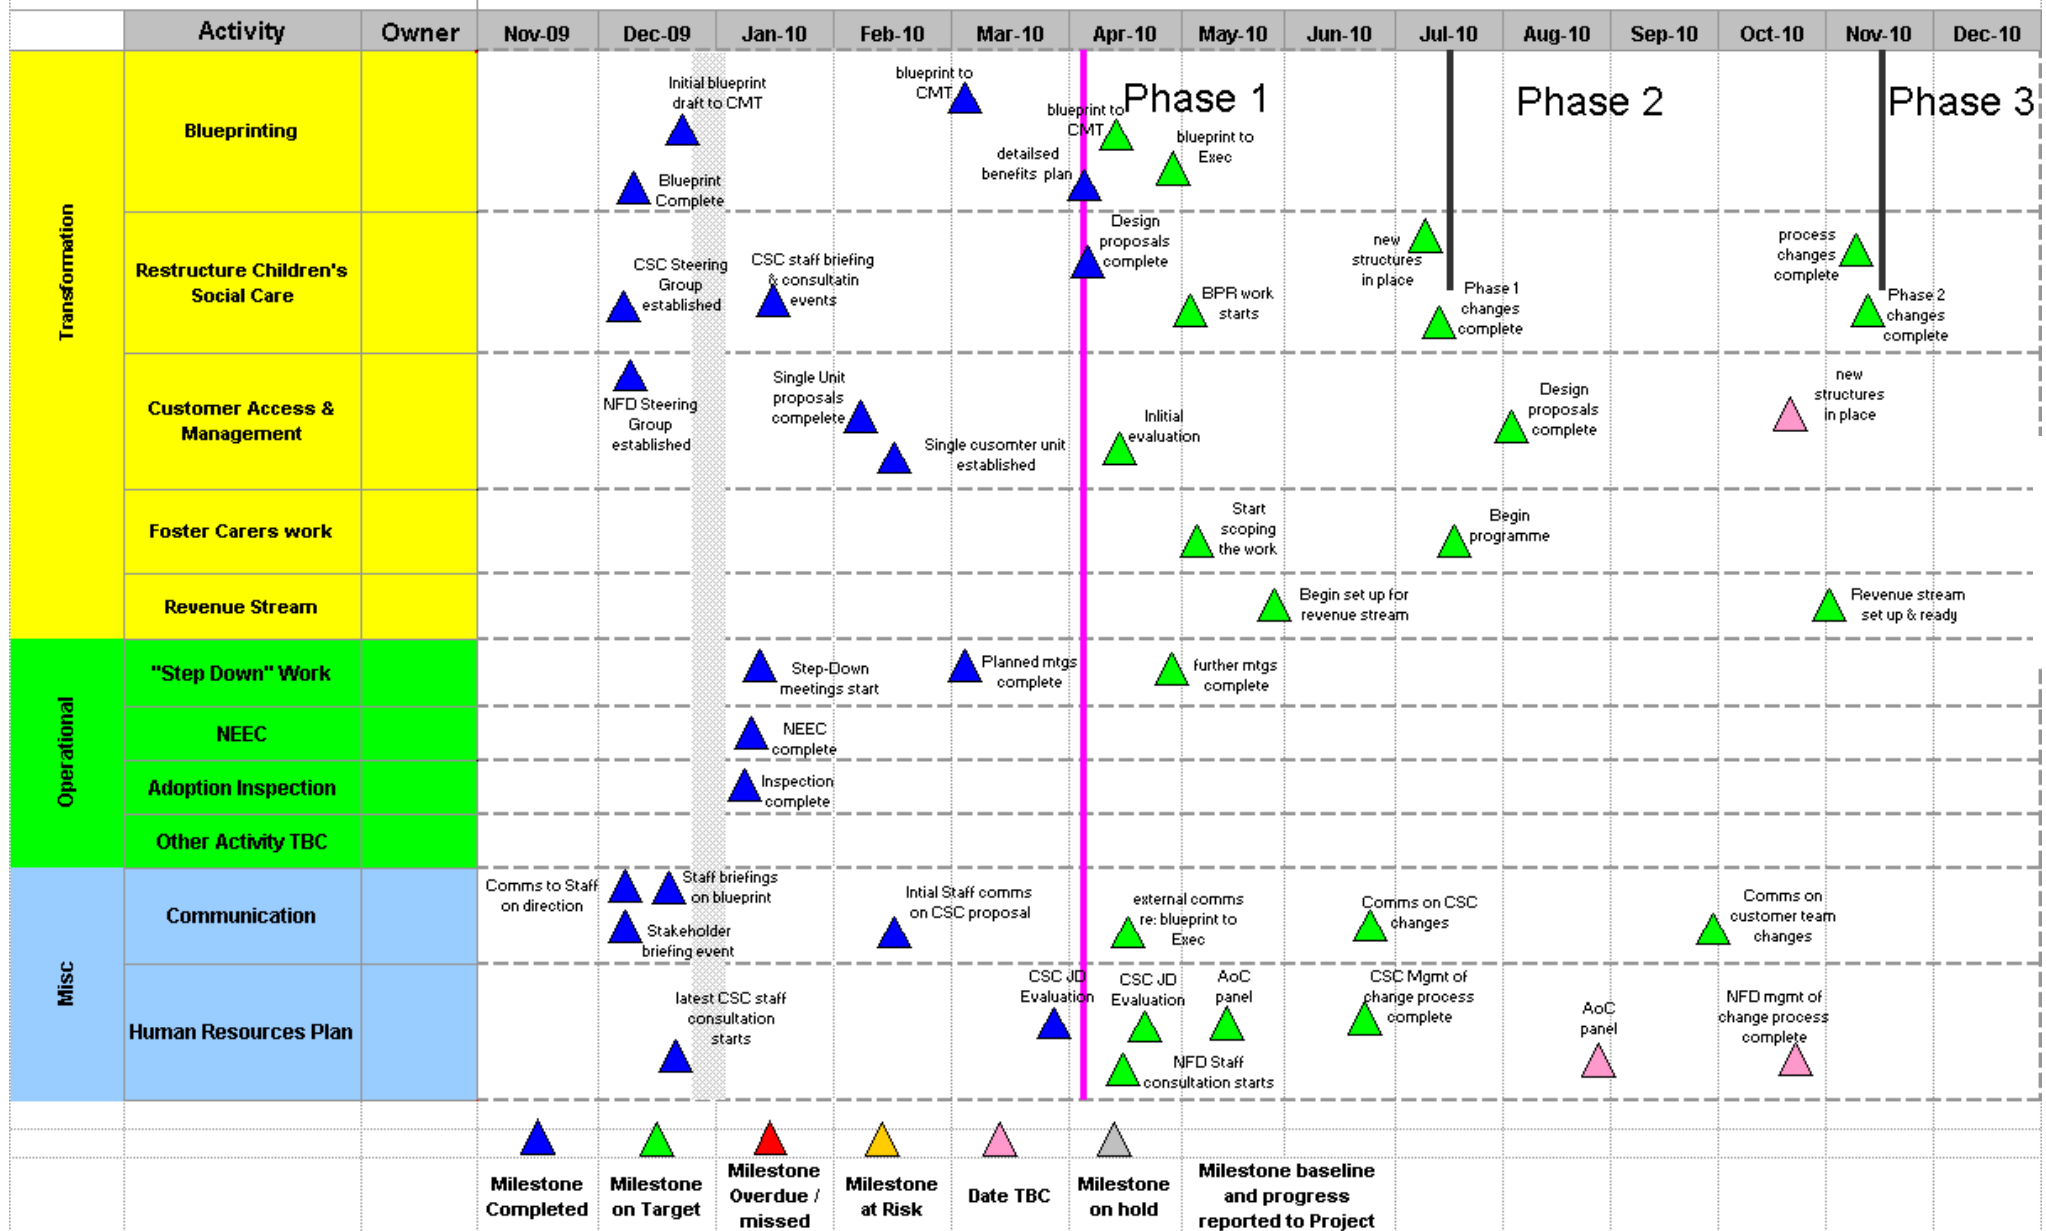 Activity
Owner
Nov-09
Dec-09
Jan-10
Feb-10
Mar-10
Apr-10
May-10
Jun-10
Jul-10
Aug-10
Sep-10
Oct-10
Nov-10
Dec-10
Transformation
Blueprinting
Initial blueprint
draft to CMT
Blueprint
Complete
blueprint to
CMT
detailsed
benefits plan
blueprint to
CMT
blueprint to
Exec
Phase 1
Phase 2
Phase 3
Restructure Children's
Social Care
CSC Steering
Group
established
CSC staff briefing
& consultatin
events
Design
proposals
complete
BPR work
starts
new
structures
in place
Phase 1
changes
complete
process
changes
complete
Phase 2
changes
complete
Customer Access &
Management
NFD Steering
Group
established
Single Unit
proposals
compelete
Single cusomter unit
established
Inlitial
evaluation
Design
proposals
complete
new
structures
in place
Foster Carers work
Start
scoping
the work
Begin
programme
Revenue Stream
Begin set up for
revenue stream
Revenue stream
set up & ready
Operational
"Step Down" Work
Step-Down
meetings start
Planned mtgs
complete
further mtgs
complete
NEEC
NEEC
complete
Adoption Inspection
Inspection
complete
Other Activity TBC
Misc
Communication
Comms to Staff
on direction
Staff briefings
on blueprint
Stakeholder
briefing event
Intial Staff comms
on CSC proposal
external comms
re: blueprint to
Exec
Comms on CSC
changes
Comms on
customer team
changes
Human Resources Plan
latest CSC staff
consultation
starts
CSC JD
Evaluation
CSC JD
Evaluation
AoC
panel
NFD Staff
consultation starts
CSC Mgmt of
change process
complete
AoC
panel
NFD mgmt of
change process
complete
Milestone
Completed
Milestone
on Target
Milestone
Overdue /
missed
Milestone
at Risk
Date TBC
Milestone
on hold
Milestone baseline
and progress
reported to Project